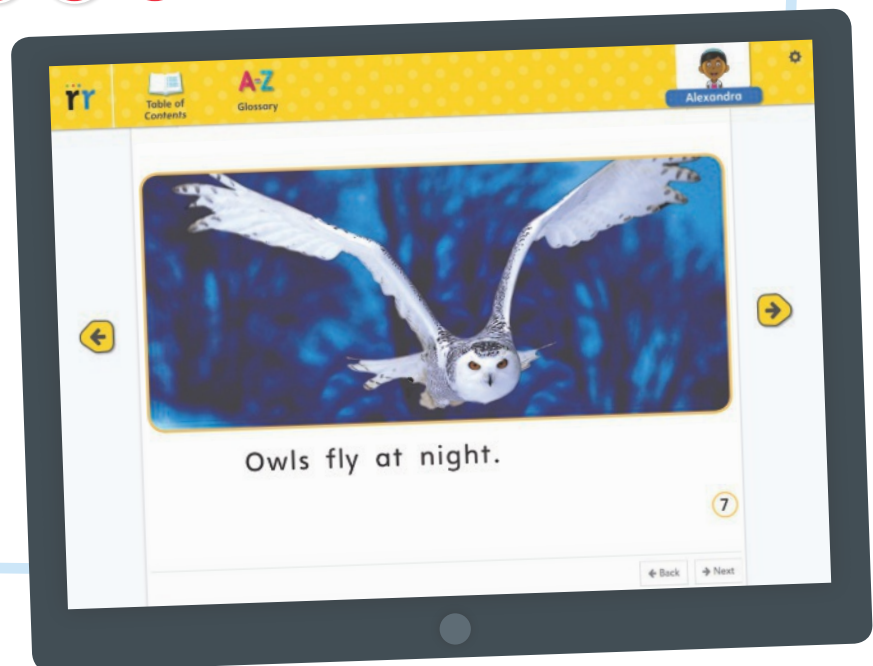 rr
Table of
Contents
A-Z
Glossary
Alexandra
Owls fly at night.
7
← Back
→ Next